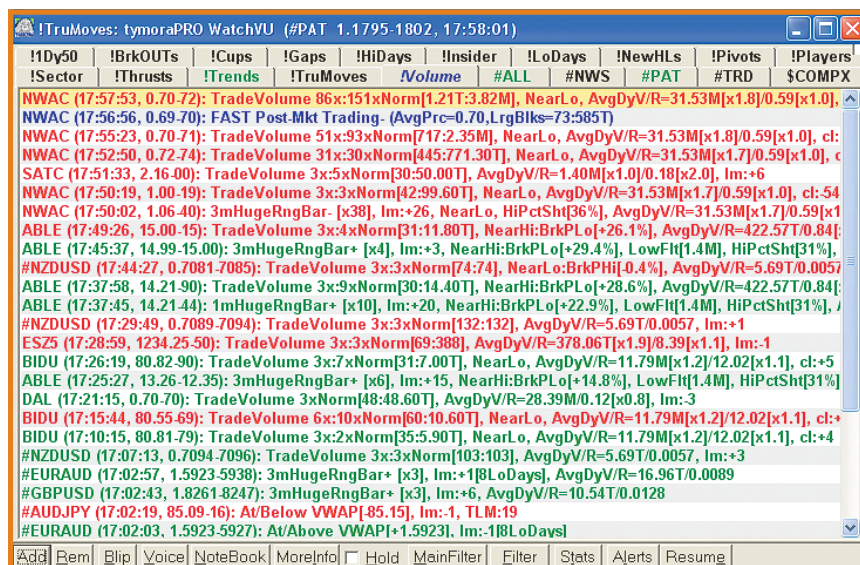 !TruMoves: tymoraPRO WatchVU (#PAT 1.1795-1802, 17:58:01)
!1Dy50 !BrkOUTs !Cups !Gaps !HiDays !Insider !LoDays !NewHLs !Pivots !Players
!Sector !Thrusts !Trends !TruMoves !Volume #ALL #NWS #PAT #TRD $COMPX
NWAC (17:57:53, 0.70-72): TradeVolume 86x:151xNorm[1.21T:3.82M], NearLo, AvgDyV/R=31.53M[x1.8]/0.59[x1.0],
NWAC (17:56:56, 0.69-70): FAST Post-Mkt Trading- (AvgPrc=0.70,LrgBlks=73:585T)
NWAC (17:55:23, 0.70-71): TradeVolume 51x:93xNorm[717:2.35M], NearLo, AvgDyV/R=31.53M[x1.8]/0.59[x1.0], cl:
NWAC (17:52:50, 0.72-74): TradeVolume 31x:30xNorm[445:771.30T], NearLo, AvgDyV/R=31.53M[x1.7]/0.59[x1.0], c
SATC (17:51:33, 2.16-00): TradeVolume 3x:5xNorm[30:50.00T], AvgDyV/R=1.40M[x1.0]/0.18[x2.0], Im:+6
NWAC (17:50:19, 1.00-19): TradeVolume 3x:3xNorm[42:99.60T], NearLo, AvgDyV/R=31.53M[x1.7]/0.59[x1.0], cl:-54
NWAC (17:50:02, 1.06-40): 3mHugeRngBar- [x38], Im:+26, NearLo, HiPctSht[36%], AvgDyV/R=31.53M[x1.7]/0.59[x1
ABLE (17:49:26, 15.00-15): TradeVolume 3x:4xNorm[31:11.80T], NearHi:BrkPLo[+26.1%], AvgDyV/R=422.57T/0.84[
ABLE (17:45:37, 14.99-15.00): 3mHugeRngBar+ [x4], Im:+3, NearHi:BrkPLo[+29.4%], LowFlt[1.4M], HiPctSht[31%],
#NZDUSD (17:44:27, 0.7081-7085): TradeVolume 3x:3xNorm[74:74], NearLo:BrkPHi[-0.4%], AvgDyV/R=5.69T/0.0057
ABLE (17:37:58, 14.21-90): TradeVolume 3x:9xNorm[30:14.40T], NearHi:BrkPLo[+28.6%], AvgDyV/R=422.57T/0.84[
ABLE (17:37:45, 14.21-44): 1mHugeRngBar+ [x10], Im:+20, NearHi:BrkPLo[+22.9%], LowFlt[1.4M], HiPctSht[31%],
#NZDUSD (17:29:49, 0.7089-7094): TradeVolume 3x:3xNorm[132:132], AvgDyV/R=5.69T/0.0057, Im:+1
ESZ5 (17:28:59, 1234.25-50): TradeVolume 3x:3xNorm[69:388], AvgDyV/R=378.06T[x1.9]/8.39[x1.1], Im:-1
BIDU (17:26:19, 80.82-90): TradeVolume 3x:7xNorm[31:7.00T], NearLo, AvgDyV/R=11.79M[x1.2]/12.02[x1.1], cl:+5
ABLE (17:25:27, 13.26-12.35): 3mHugeRngBar+ [x6], Im:+15, NearHi:BrkPLo[+14.8%], LowFlt[1.4M], HiPctSht[31%]
DAL (17:21:15, 0.70-70): TradeVolume 3x:4xNorm[48:48.60T], AvgDyV/R=28.39M/0.12[x0.8], Im:-3
BIDU (17:15:44, 80.55-69): TradeVolume 6x:10xNorm[60:10.60T], NearLo, AvgDyV/R=11.79M[x1.2]/12.02[x1.1], cl:+
BIDU (17:10:15, 80.81-79): TradeVolume 3x:2xNorm[35:5.90T], NearLo, AvgDyV/R=11.79M[x1.2]/12.02[x1.1], cl:+4
#NZDUSD (17:07:13, 0.7094-7096): TradeVolume 3x:3xNorm[103:103], AvgDyV/R=5.69T/0.0057, Im:+3
#EURAUD (17:02:57, 1.5923-5938): 3mHugeRngBar+ [x3], Im:+1[8LoDays], AvgDyV/R=16.96T/0.0089
#GBPUSD (17:02:43, 1.8261-8247): 3mHugeRngBar+ [x3], Im:+6, AvgDyV/R=10.54T/0.0128
#AUDJPY (17:02:19, 85.09-16): At/Below VWAP[-85.15], Im:-1, TLM:19
#EURAUD (17:02:03, 1.5923-5927): At/Above VWAP[+1.5923], Im:-1[8LoDays]
Add Rem Blip Voice NoteBook MoreInfo Hold MainFilter Filter Stats Alerts Resume